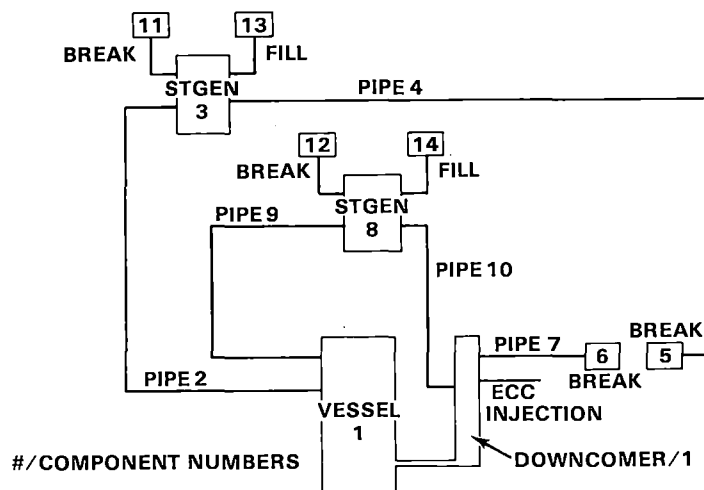 11
13
BREAK
FILL
STGEN
3
PIPE 4
12
14
BREAK
FILL
STGEN
8
PIPE 9
PIPE 10
PIPE 7
6
BREAK
BREAK
5
PIPE 2
ECC
INJECTION
VESSEL
1
#/COMPONENT NUMBERS
DOWNCOMER/1